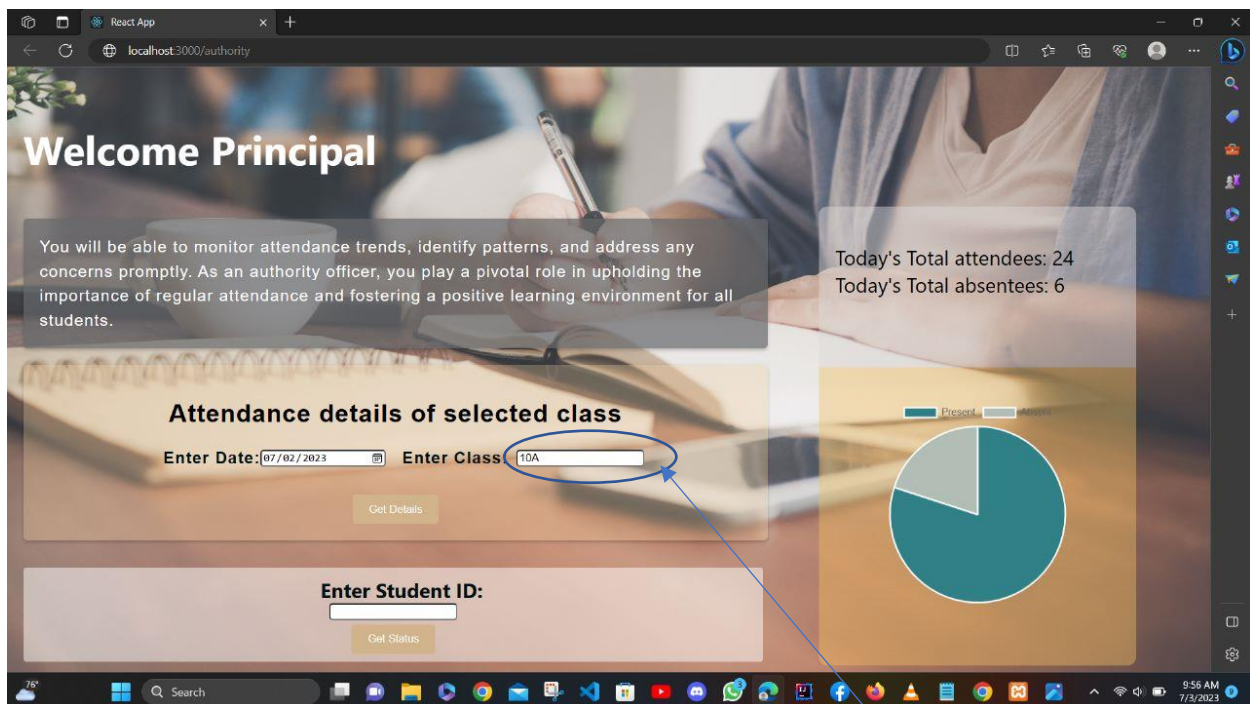 React App
localhost:3000/authority
Welcome Principal
You will be able to monitor attendance trends, identify patterns, and address any
concerns promptly. As an authority officer, you play a pivotal role in upholding the
importance of regular attendance and fostering a positive learning environment for all
students.
Today's Total attendees: 24
Today's Total absentees: 6
Attendance details of selected class
Enter Date: 07/02/2023 Enter Class: 10A
Get Details
Present Absent
Enter Student ID:
Get Status
76°
Search
3
9:56 AM
7/3/2023